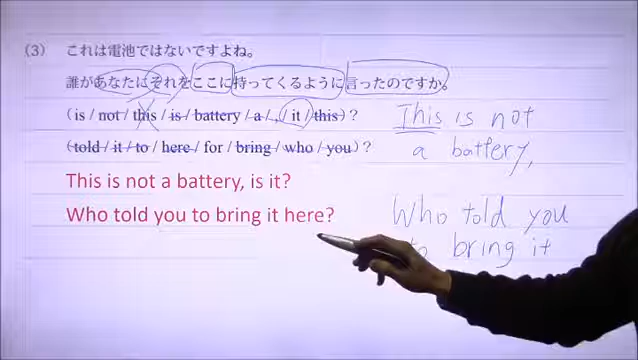 (3) これは電池ではないですよね。
誰があなたにそれをここに持ってくるように言ったのですか。
(is / not / this / is / battery / a / , / it / this) ?
(told / it / to / here / for / bring / who / you) ?
This is not
a battery,
This is not a battery, is it?
Who told you to bring it here?
Who told you
to bring it